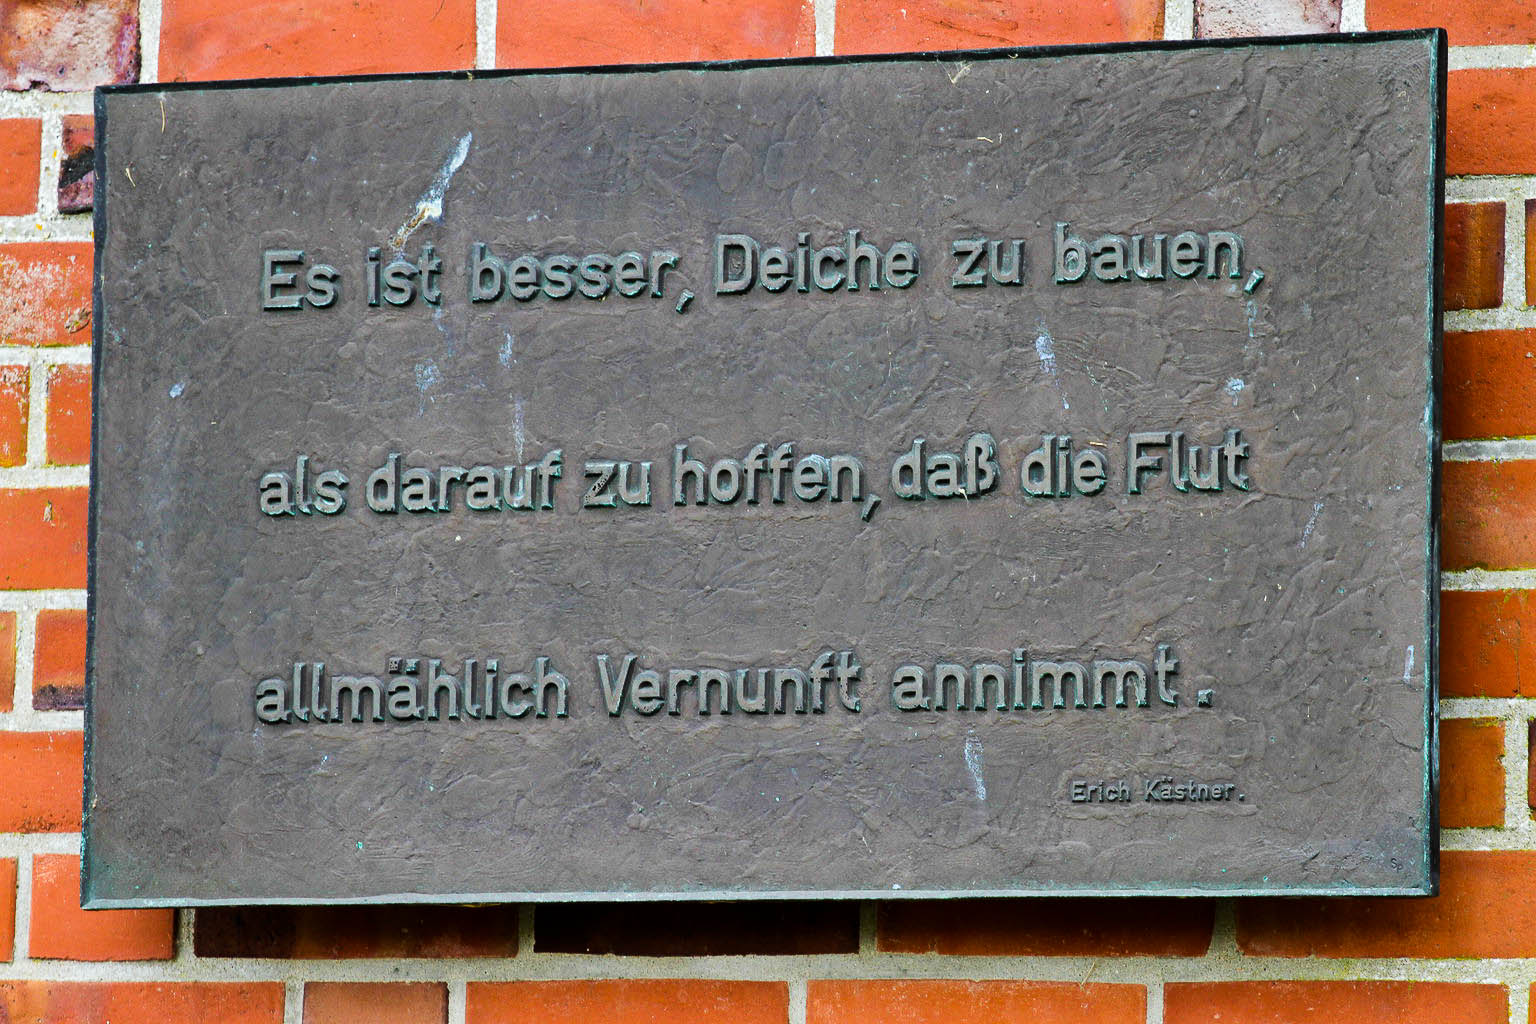 Es ist besser, Deiche zu bauen,
als darauf zu hoffen, daß die Flut
allmählich Vernunft annimmt.
Erich Kästner.